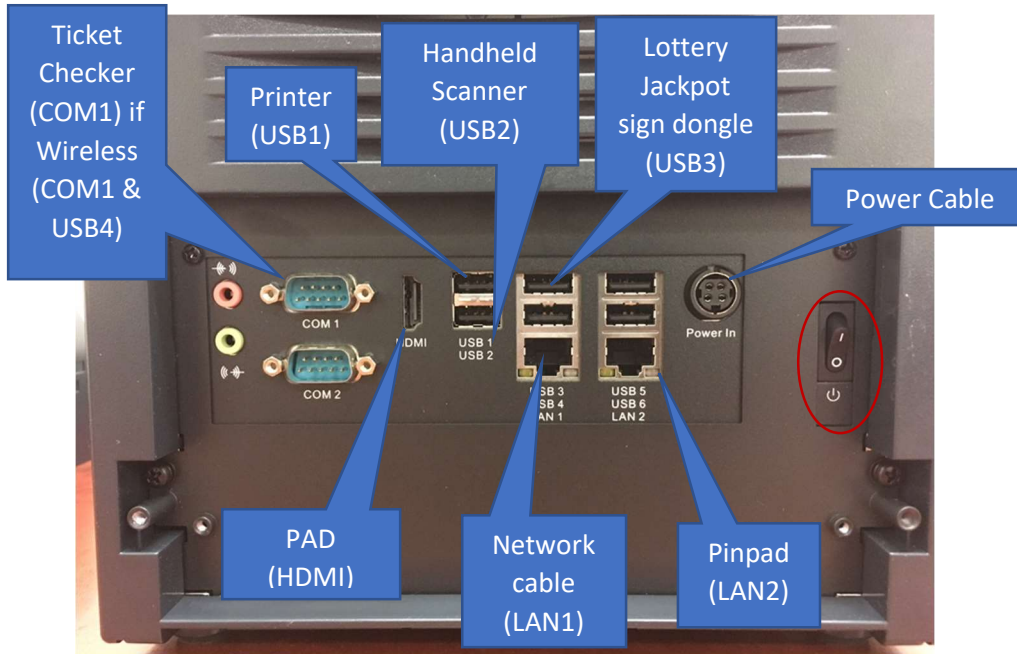 Ticket
Checker
(COM1) if
Wireless
(COM1 &
USB4)
Printer
(USB1)
Handheld
Scanner
(USB2)
Lottery
Jackpot
sign dongle
(USB3)
Power Cable
COM 1
COM 2
HDMI
USB 1
USB 2
USB 3
USB 4
LAN 1
USB 5
USB 6
LAN 2
Power In
I
O
PAD
(HDMI)
Network
cable
(LAN1)
Pinpad
(LAN2)